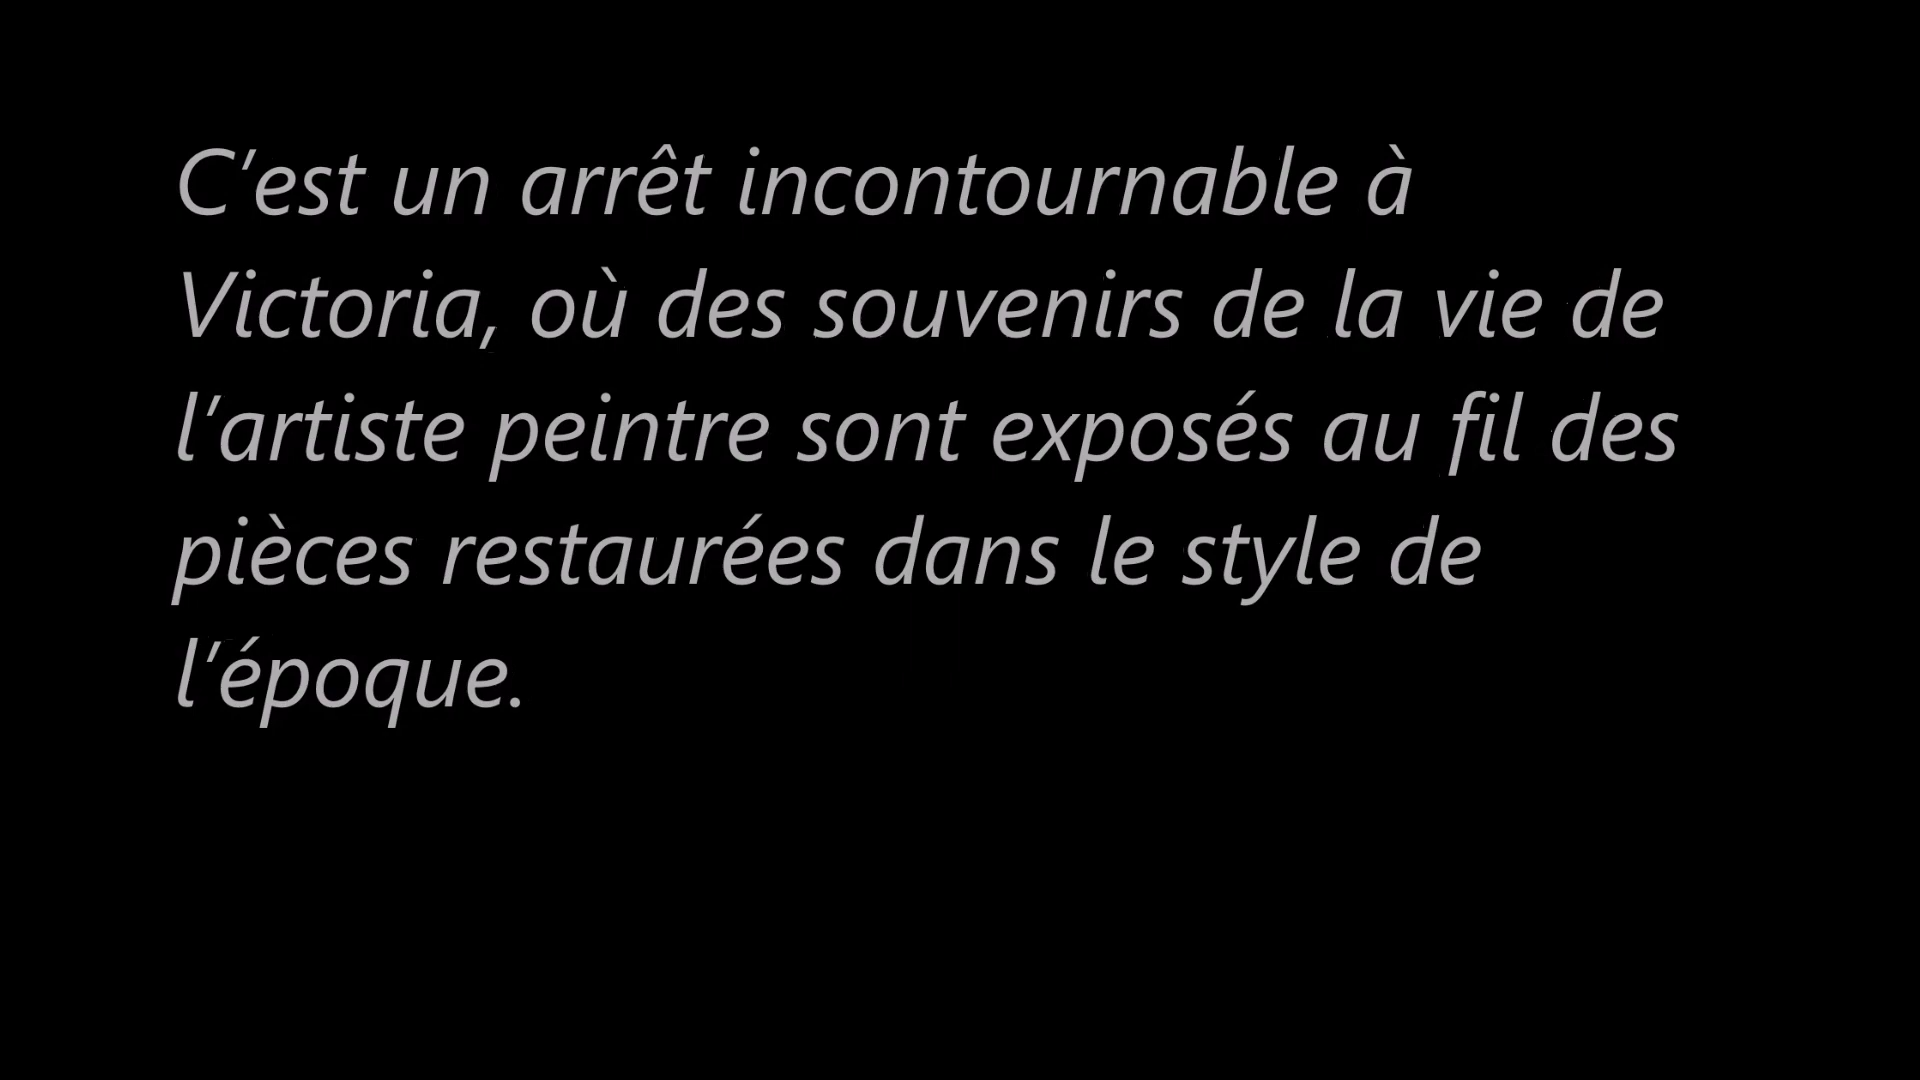 C’est un arrêt incontournable à
Victoria, où des souvenirs de la vie de
l’artiste peintre sont exposés au fil des
pièces restaurées dans le style de
l’époque.